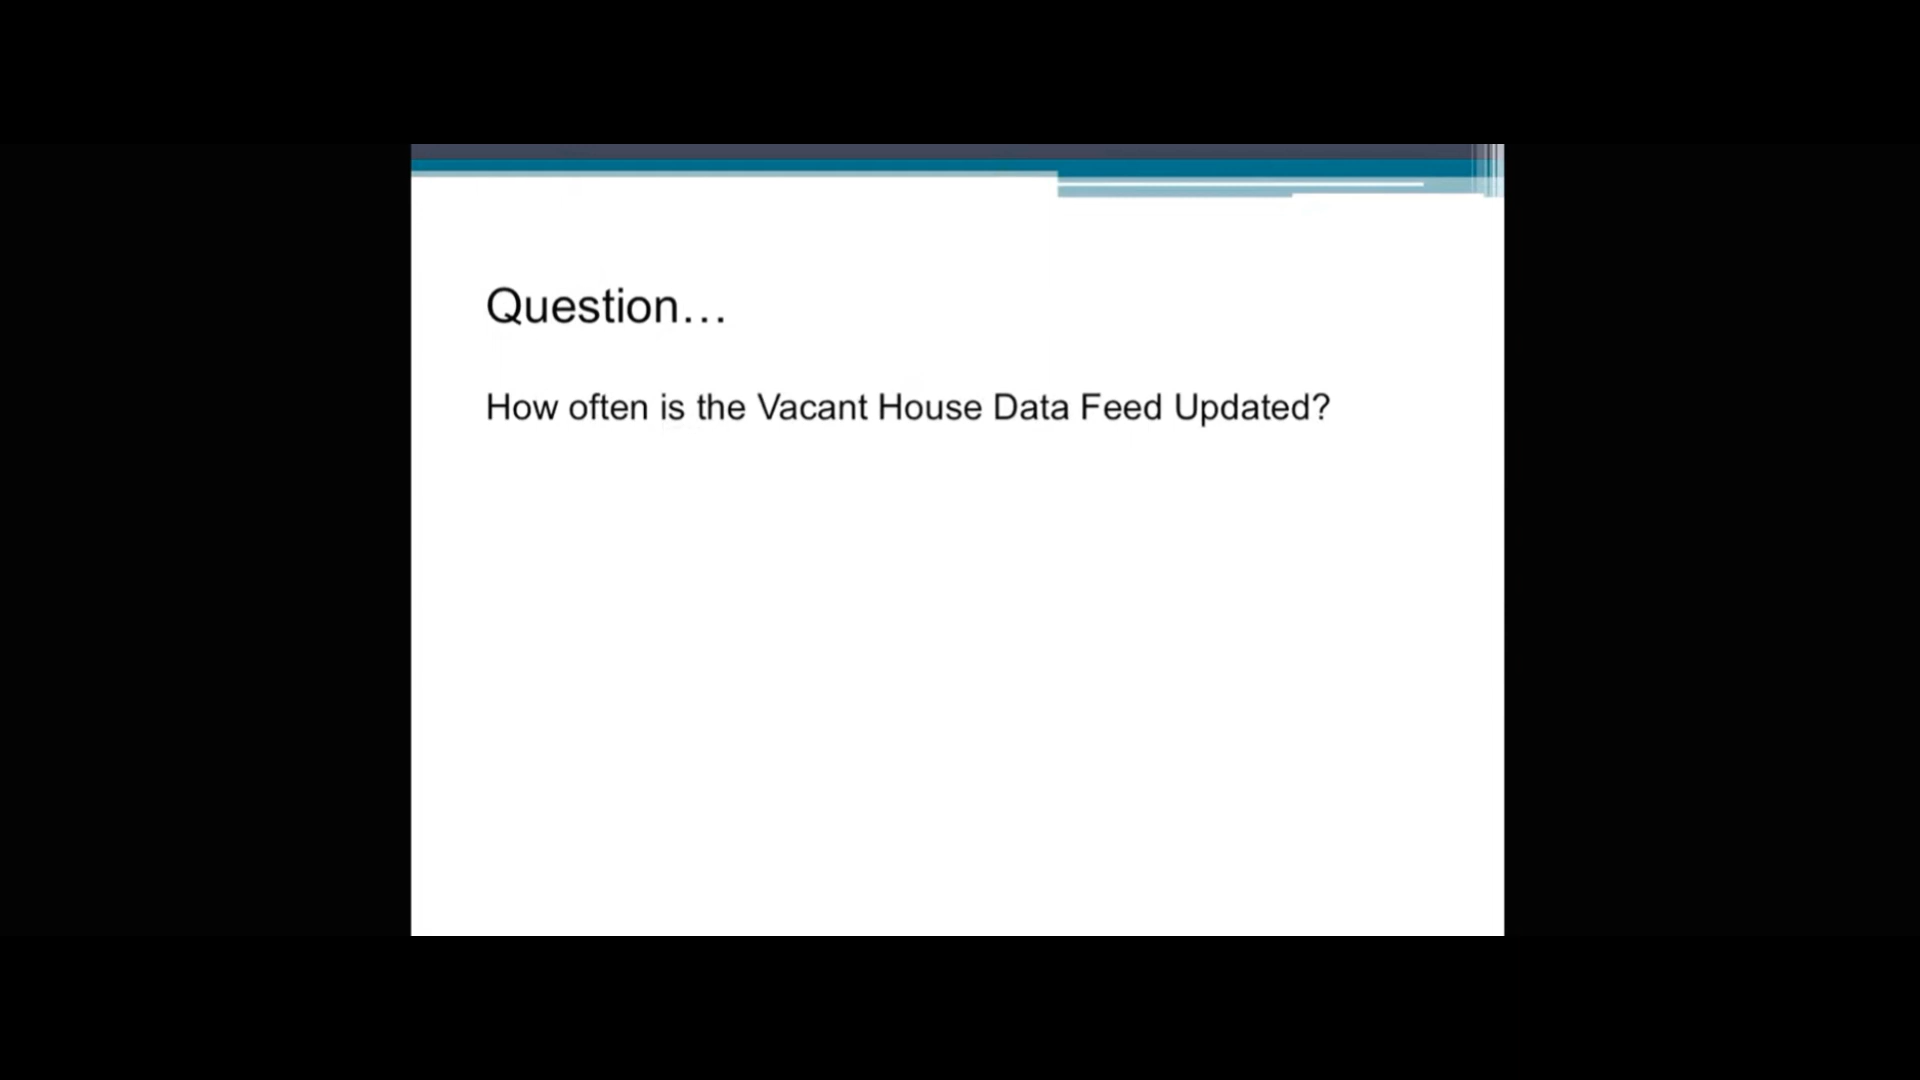 Question…
How often is the Vacant House Data Feed Updated?